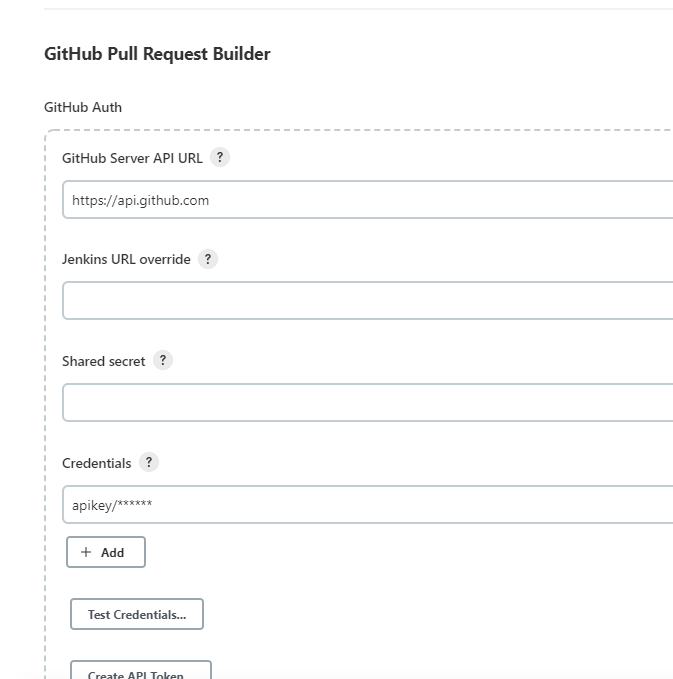 GitHub Pull Request Builder
GitHub Auth
GitHub Server API URL ?
https://api.github.com
Jenkins URL override ?
Shared secret ?
Credentials ?
apikey/******
+ Add
Test Credentials...
Create API Token